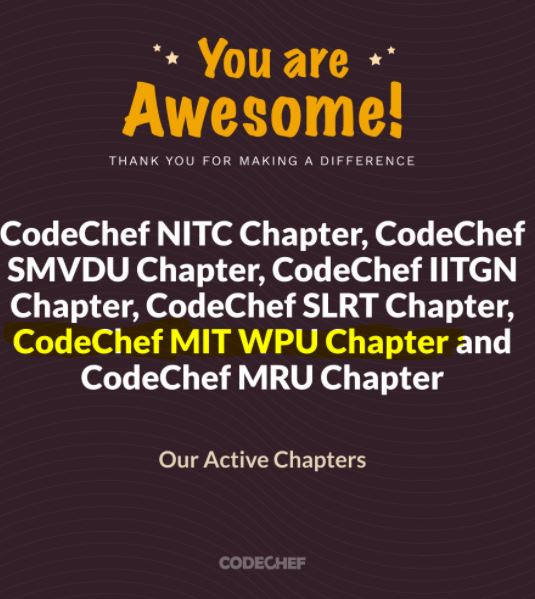 You are
Awesome!
THANK YOU FOR MAKING A DIFFERENCE
CodeChef NITC Chapter, CodeChef
SMVDU Chapter, CodeChef IITGN
Chapter, CodeChef SLRT Chapter,
CodeChef MIT WPU Chapter and
CodeChef MRU Chapter
Our Active Chapters
CODECHEF